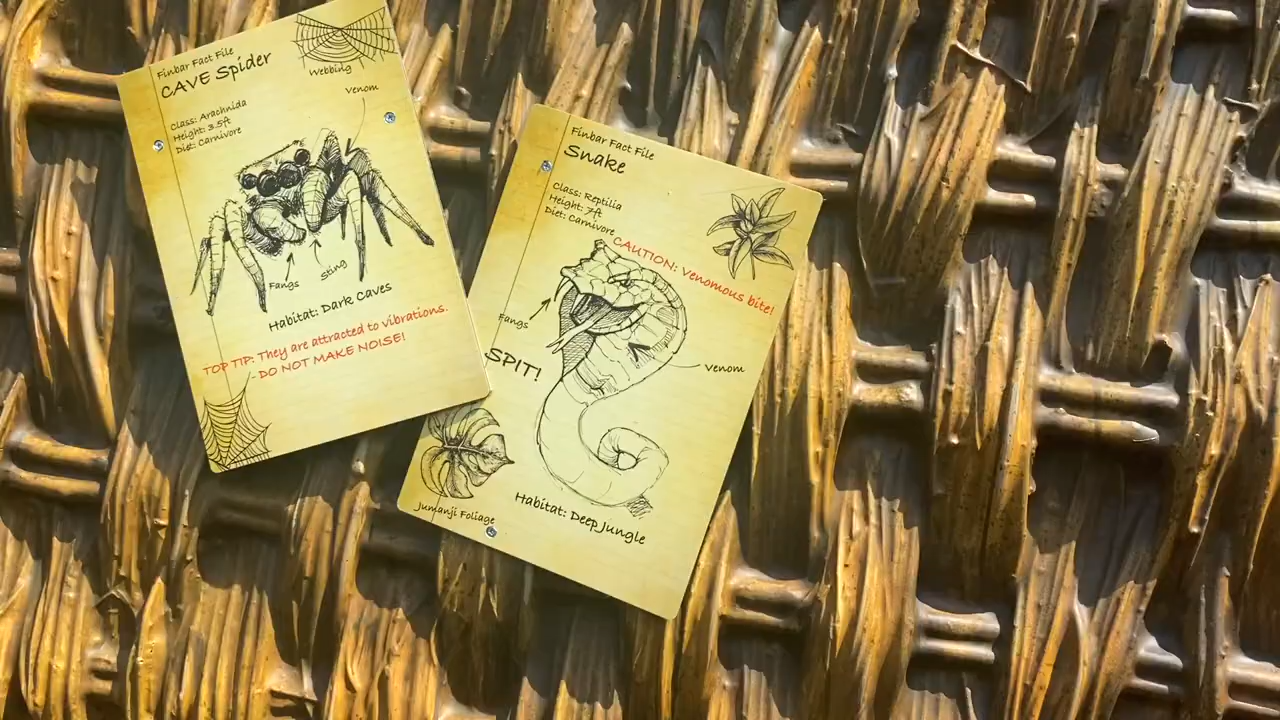 Finbar Fact File
CAVE Spider
Webbing
Venom
Class: Arachnida
Height: 3.5ft
Diet: Carnivore
Sting
Fangs
Habitat: Dark Caves
TOP TIP: They are attracted to vibrations.
- DO NOT MAKE NOISE!
Finbar Fact File
Snake
Class: Reptilia
Height: 7ft
Diet: Carnivore
CAUTION: Venomous bite!
Fangs
SPIT!
Venom
Habitat: Deep Jungle
Jumanji Foliage